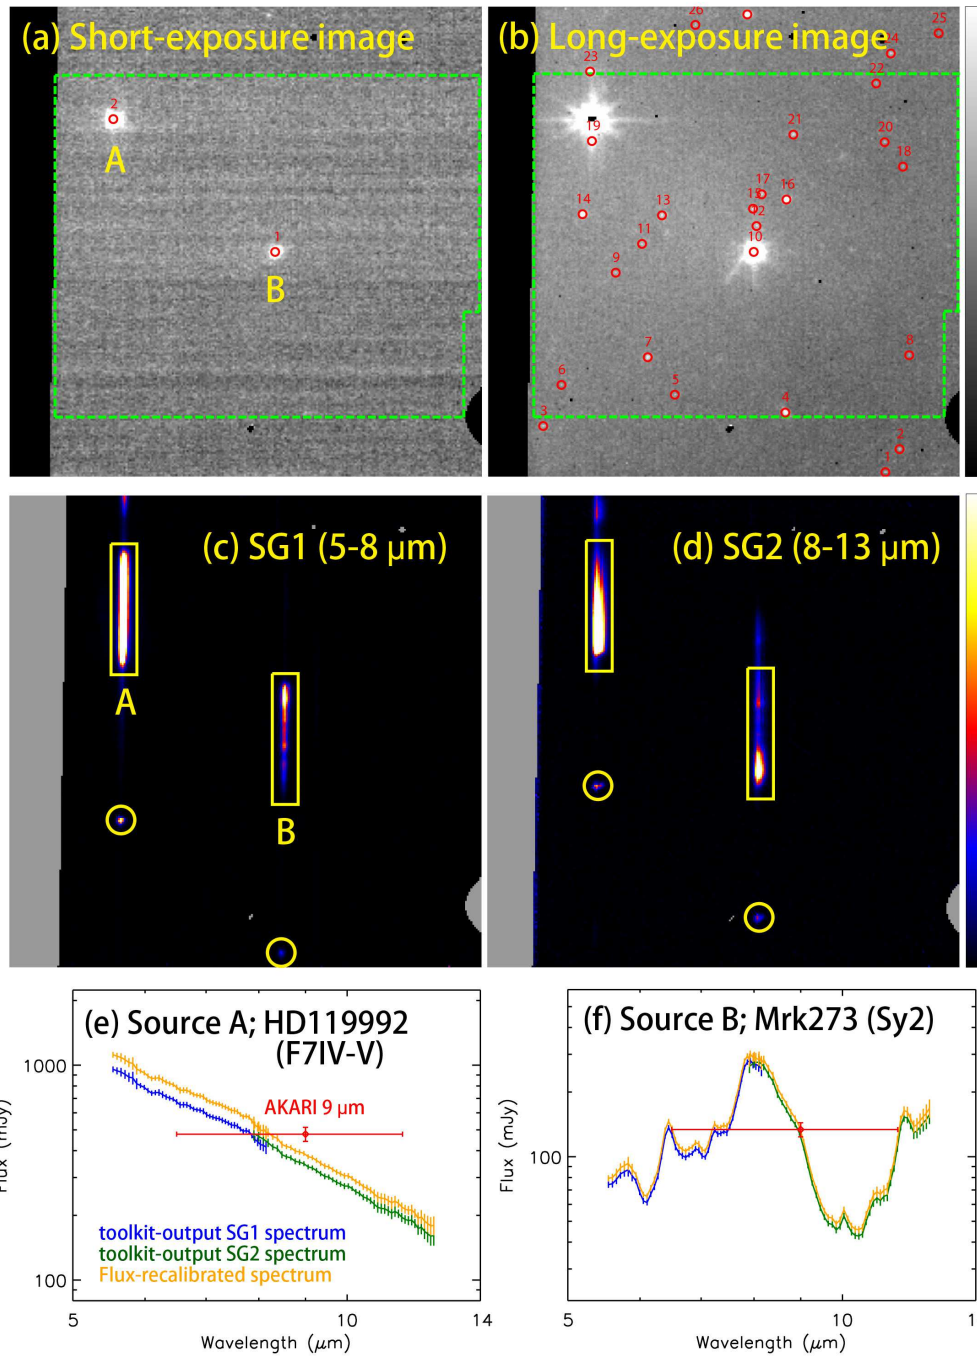 (a) Short-exposure image
2
A
1
B
(b) Long-exposure image
26
25
24
23
22
21
20
19
18
17
16
15
14
13
12
11
10
9
8
7
6
5
4
3
2
1
(c) SG1 (5-8 µm)
A
B
(d) SG2 (8-13 µm)
(e) Source A; HD119992
(F7IV-V)
AKARI 9 µm
toolkit-output SG1 spectrum
toolkit-output SG2 spectrum
Flux-recalibrated spectrum
1000
100
Flux (mJy)
5
10
14
Wavelength (µm)
(f) Source B; Mrk273 (Sy2)
100
Flux (mJy)
5
10
1
Wavelength (µm)